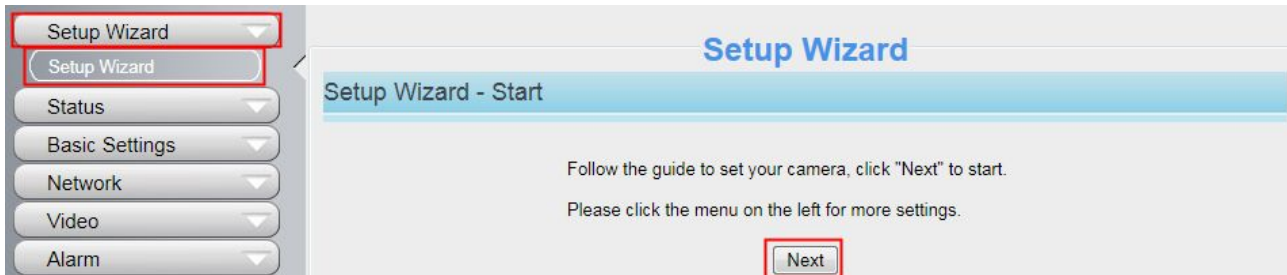 Setup Wizard
Setup Wizard
Status
Basic Settings
Network
Video
Alarm
Setup Wizard
Setup Wizard - Start
Follow the guide to set your camera, click "Next" to start.
Please click the menu on the left for more settings.
Next